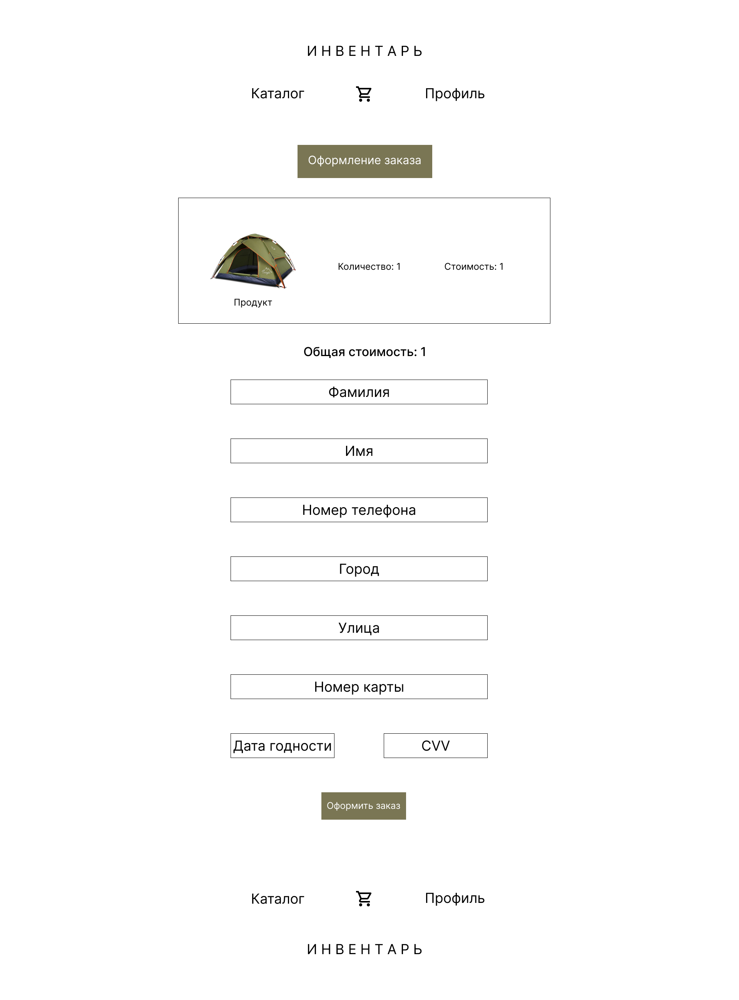 ИНВЕНТАРЬ
Каталог
Профиль
Оформление заказа
Количество: 1
Стоимость: 1
Продукт
Общая стоимость: 1
Фамилия
Имя
Номер телефона
Город
Улица
Номер карты
Дата годности
CVV
Оформить заказ
Каталог
Профиль
ИНВЕНТАРЬ